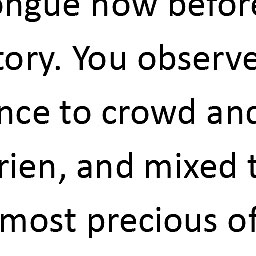 ongue now before
tory. You observe
nce to crowd and
rien, and mixed t
most precious of